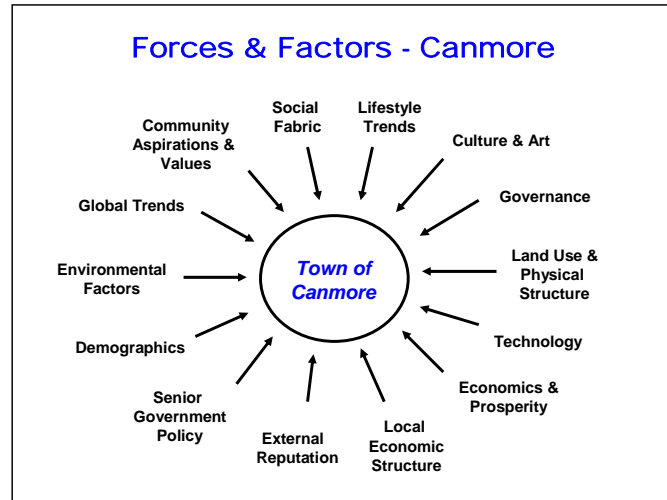 Forces & Factors - Canmore
Social
Fabric
Lifestyle
Trends
Community
Aspirations &
Values
Culture & Art
Global Trends
Governance
Environmental
Factors
Town of
Canmore
Land Use &
Physical
Structure
Demographics
Technology
Senior
Government
Policy
External
Reputation
Local
Economic
Structure
Economics &
Prosperity